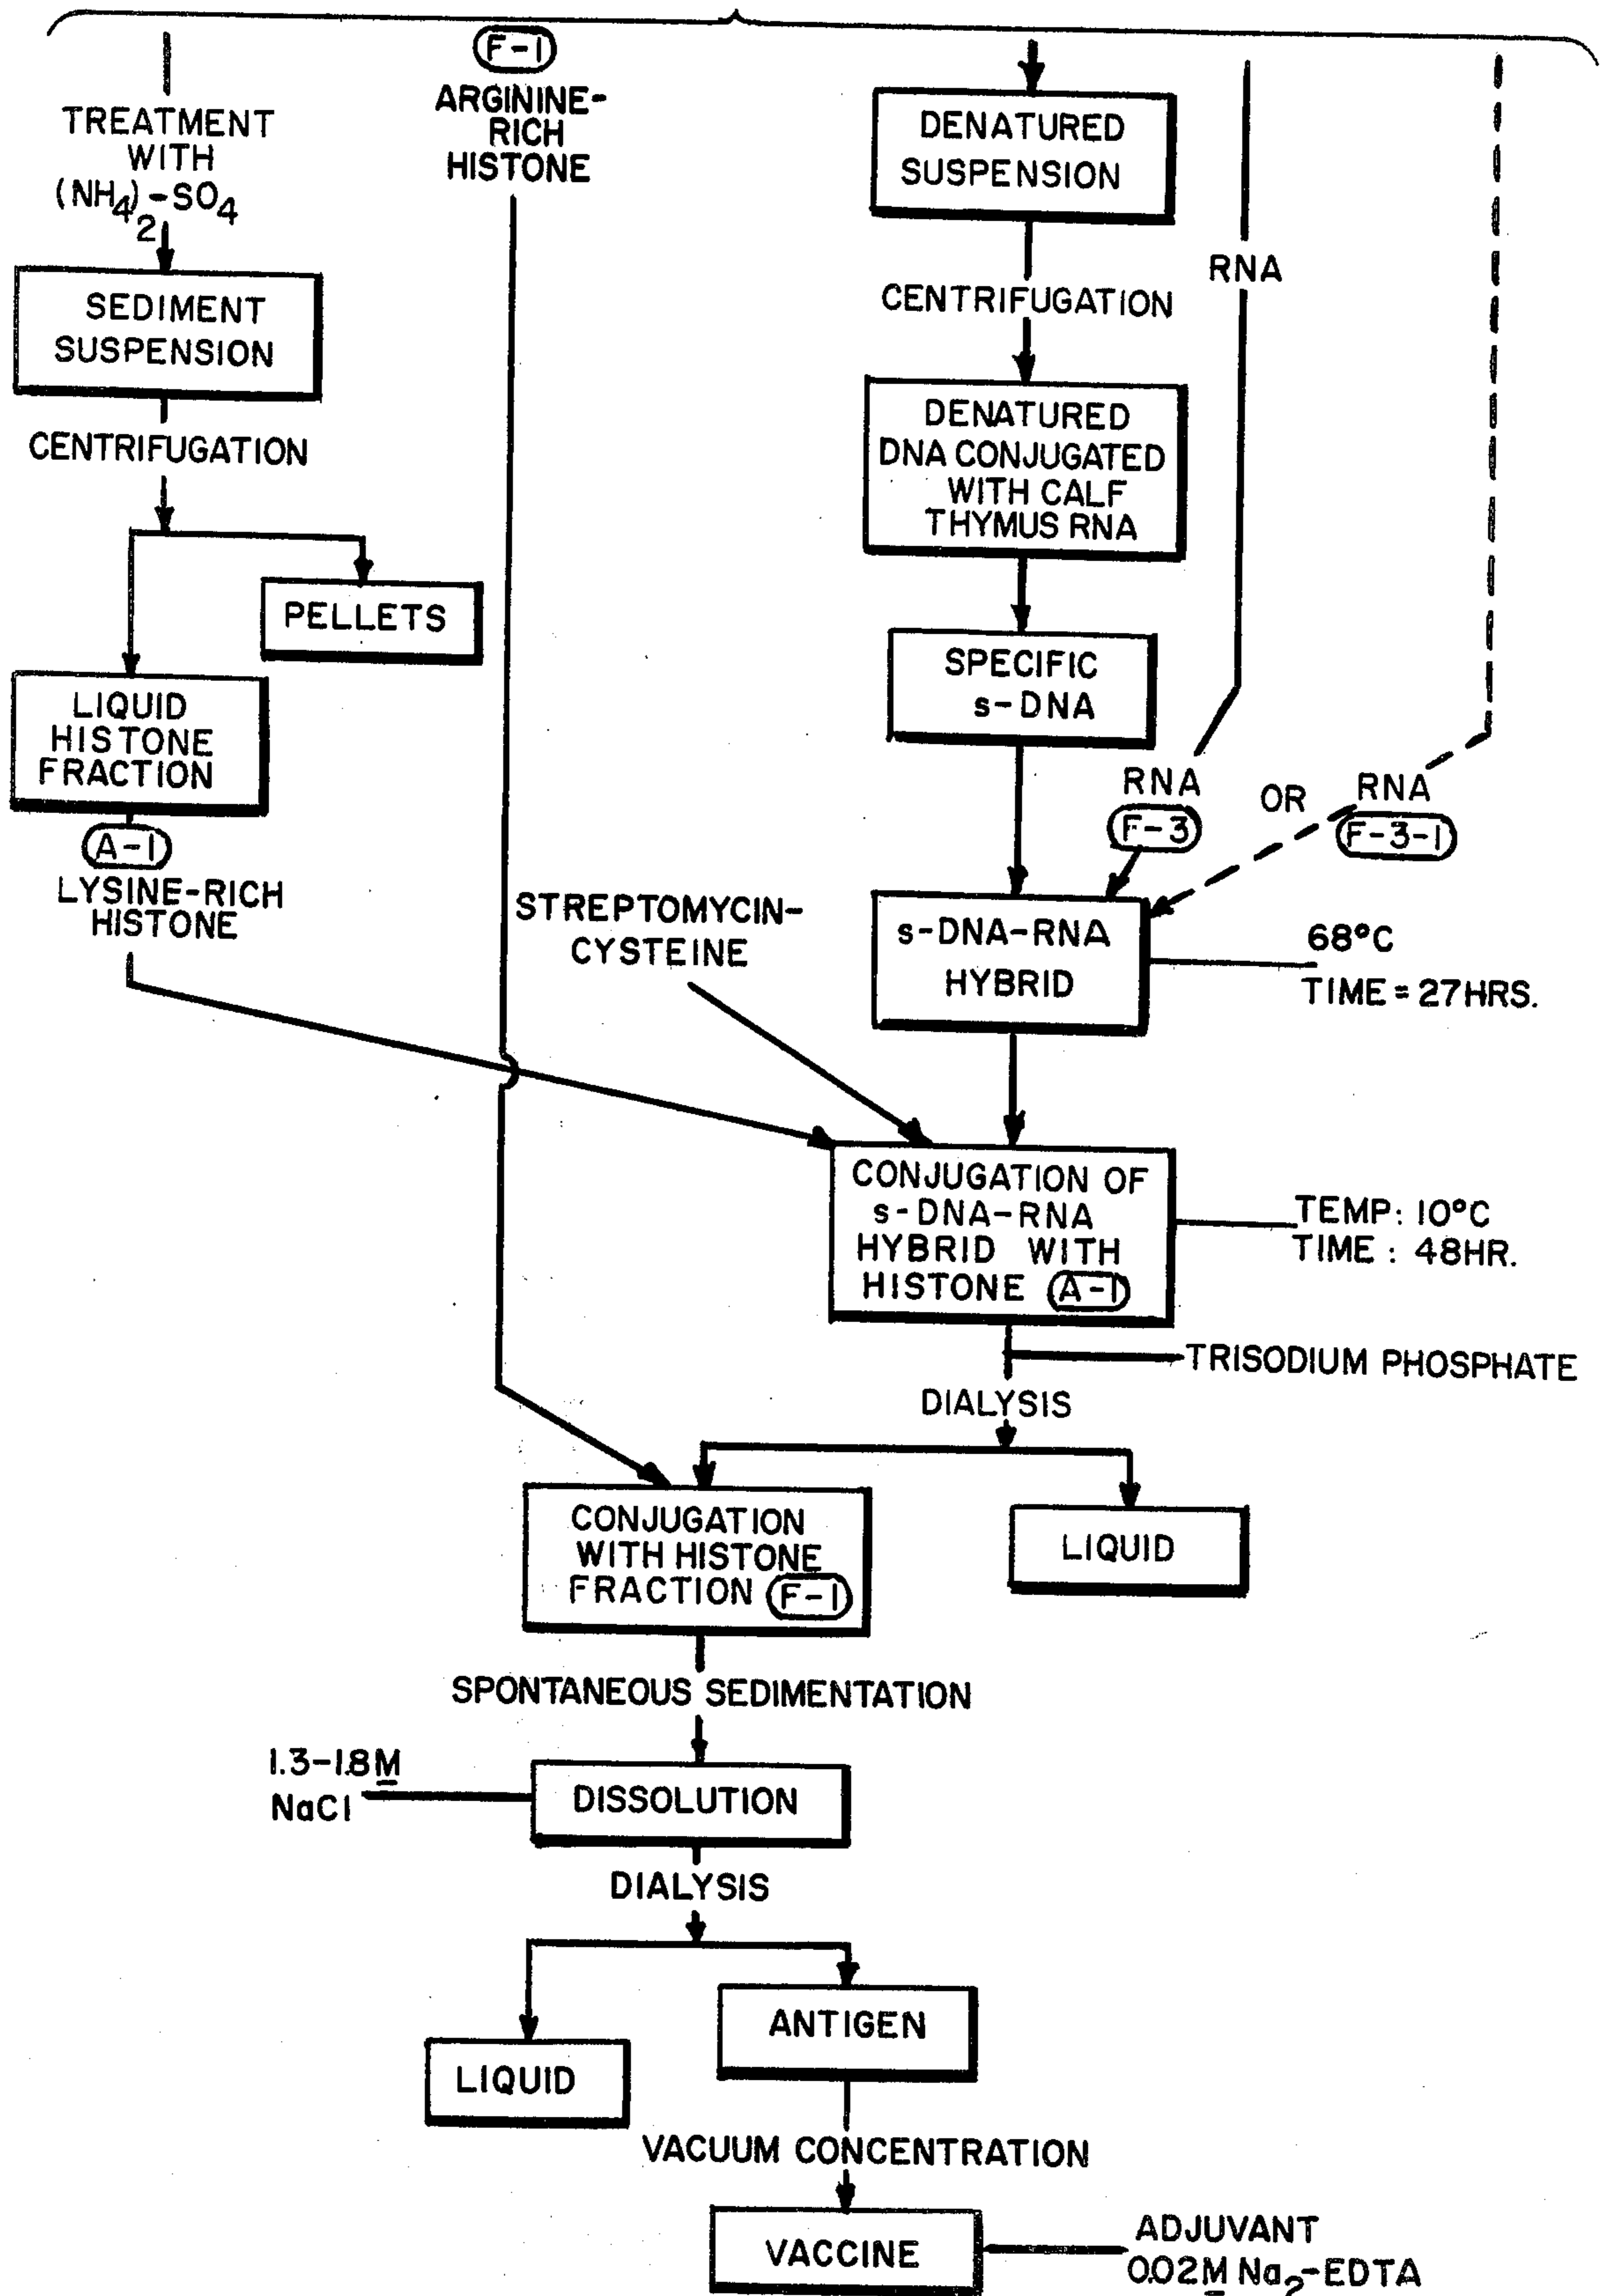 TREATMENT
WITH
(NH4)2-SO4
SEDIMENT
SUSPENSION
CENTRIFUGATION
PELLETS
LIQUID
HISTONE
FRACTION
A-1
LYSINE-RICH
HISTONE
F-1
ARGININE-
RICH
HISTONE
DENATURED
SUSPENSION
CENTRIFUGATION
RNA
DENATURED
DNA CONJUGATED
WITH CALF
THYMUS RNA
SPECIFIC
s-DNA
RNA
F-3
OR
RNA
F-3-1
s-DNA-RNA
HYBRID
68°C
TIME = 27HRS.
STREPTOMYCIN-
CYSTEINE
CONJUGATION OF
s-DNA-RNA
HYBRID WITH
HISTONE A-1
TEMP: 10°C
TIME : 48HR.
TRISODIUM PHOSPHATE
DIALYSIS
CONJUGATION
WITH HISTONE
FRACTION F-1
LIQUID
SPONTANEOUS SEDIMENTATION
1.3-1.8M
NaCl
DISSOLUTION
DIALYSIS
LIQUID
ANTIGEN
VACUUM CONCENTRATION
VACCINE
ADJUVANT
0.02M Na2-EDTA